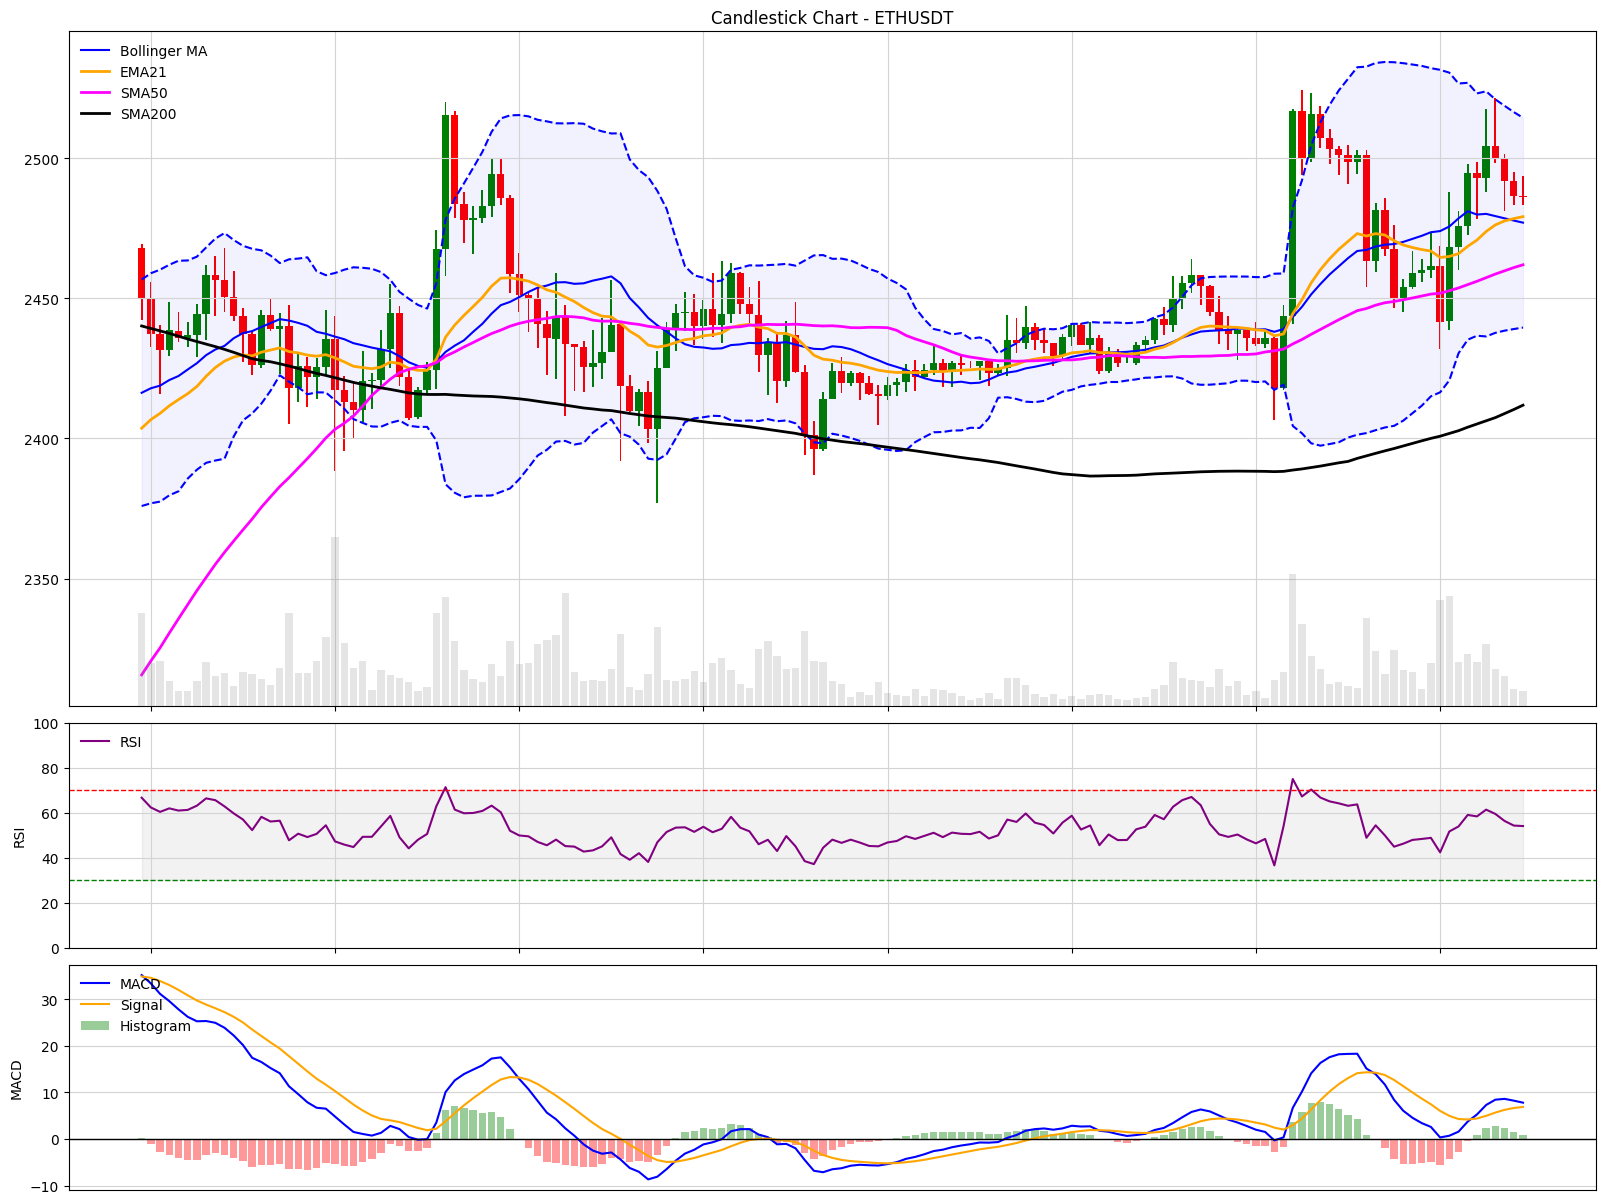 Candlestick Chart - ETHUSDT
Bollinger MA
EMA21
SMA50
SMA200
2500
2450
2400
2350
100
80
60
40
20
0
RSI
RSI
30
20
10
0
−10
MACD
MACD
Signal
Histogram